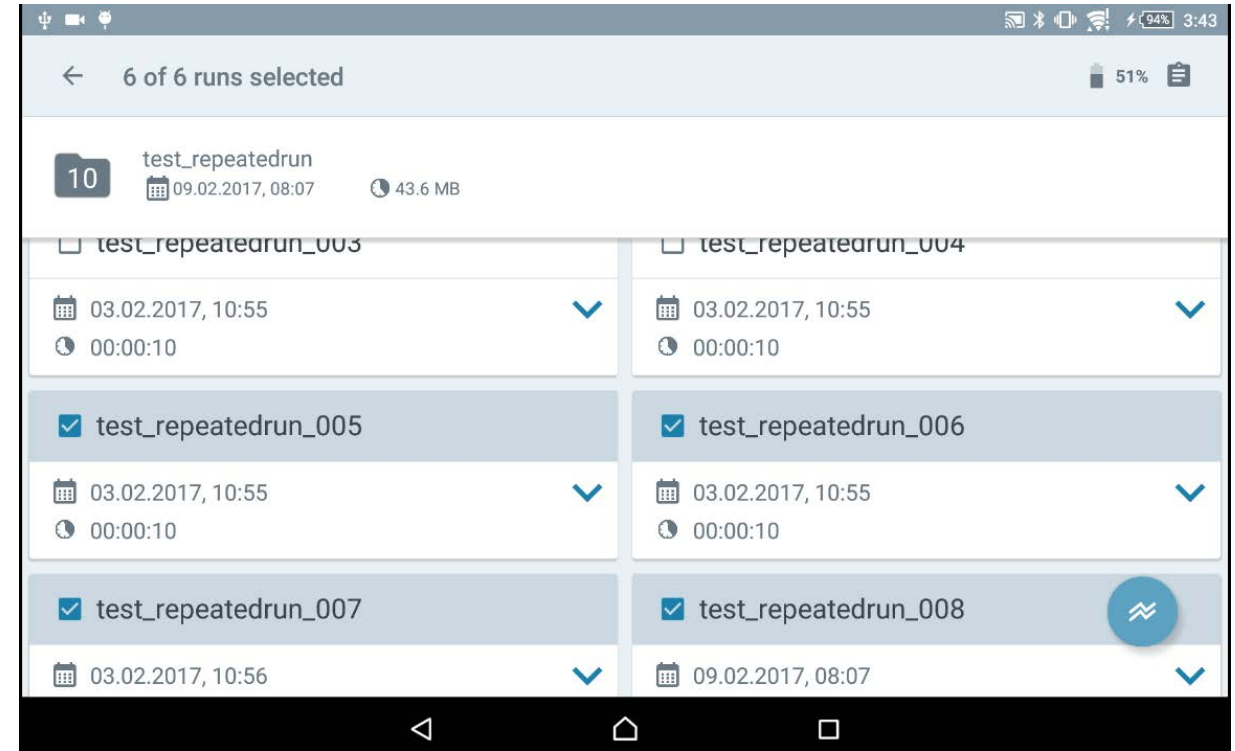 94% 3:43
6 of 6 runs selected
51%
10
test_repeatedrun
09.02.2017, 08:07 43.6 MB
test_repeatedrun_003 test_repeatedrun_004
03.02.2017, 10:55 03.02.2017, 10:55
00:00:10 00:00:10
test_repeatedrun_005 test_repeatedrun_006
03.02.2017, 10:55 03.02.2017, 10:55
00:00:10 00:00:10
test_repeatedrun_007 test_repeatedrun_008
03.02.2017, 10:56 09.02.2017, 08:07